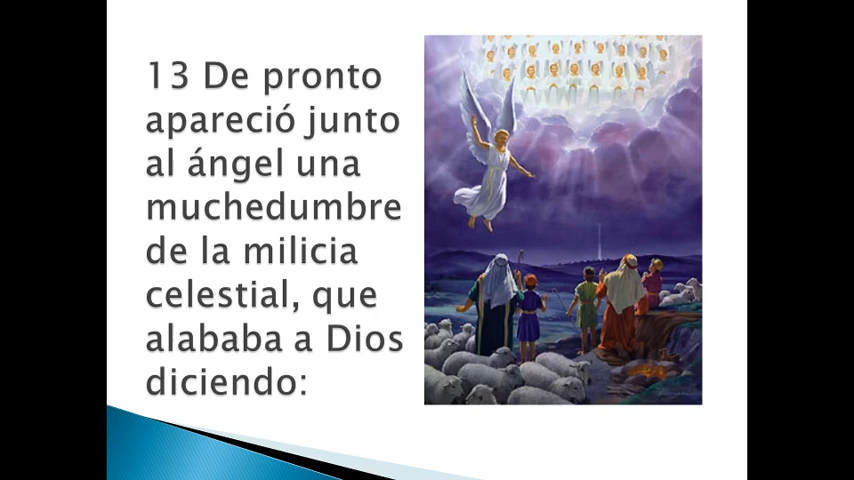 13 De pronto
apareció junto
al ángel una
muchedumbre
de la milicia
celestial, que
alababa a Dios
diciendo: